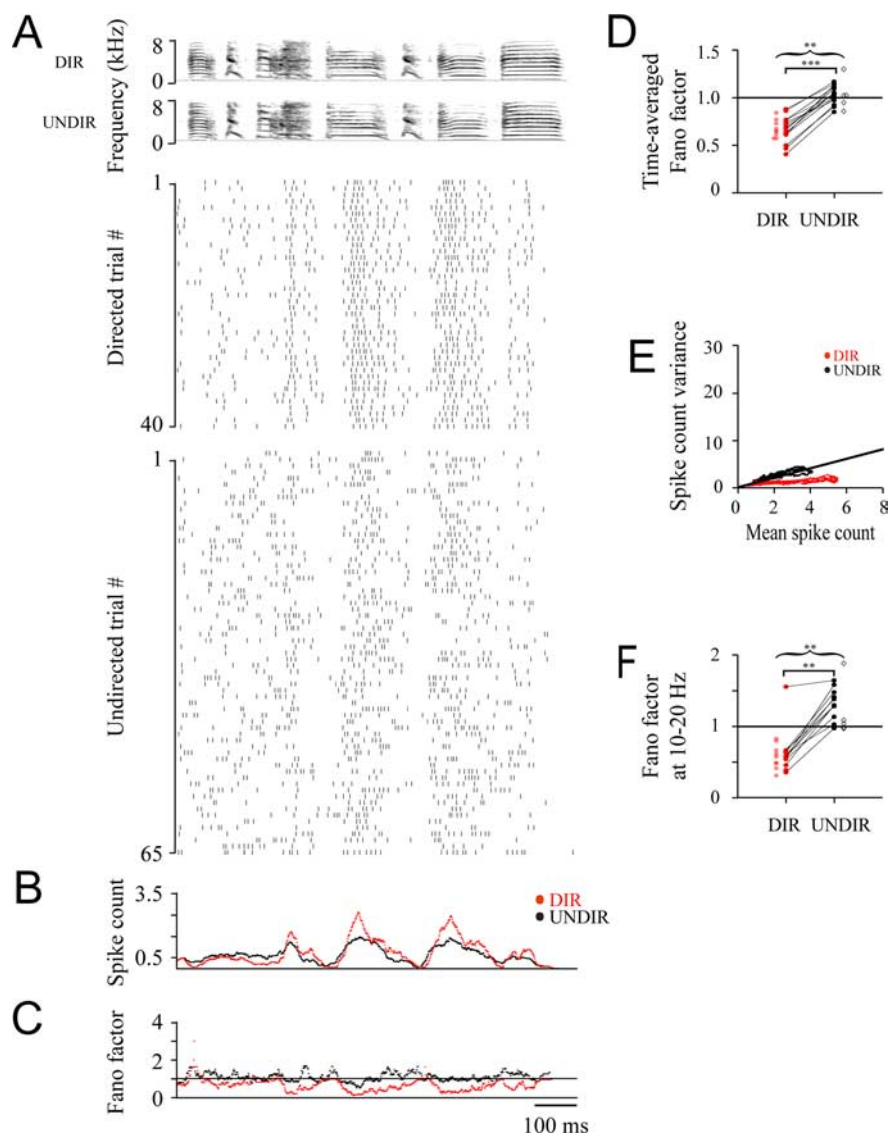 A
Frequency (kHz)
DIR
8
0
UNDIR
8
0
Directed trial #
1
40
Undirected trial #
1
65
B
Spike count
3.5
0.5
DIR
UNDIR
C
Fano factor
4
2
0
100 ms
D
Time-averaged
Fano factor
1.5
1.0
0.5
0
**
***
DIR UNDIR
E
Spike count variance
30
20
10
0
DIR
UNDIR
0 2 4 6 8
Mean spike count
F
Fano factor
at 10-20 Hz
2
1
0
**
**
DIR UNDIR